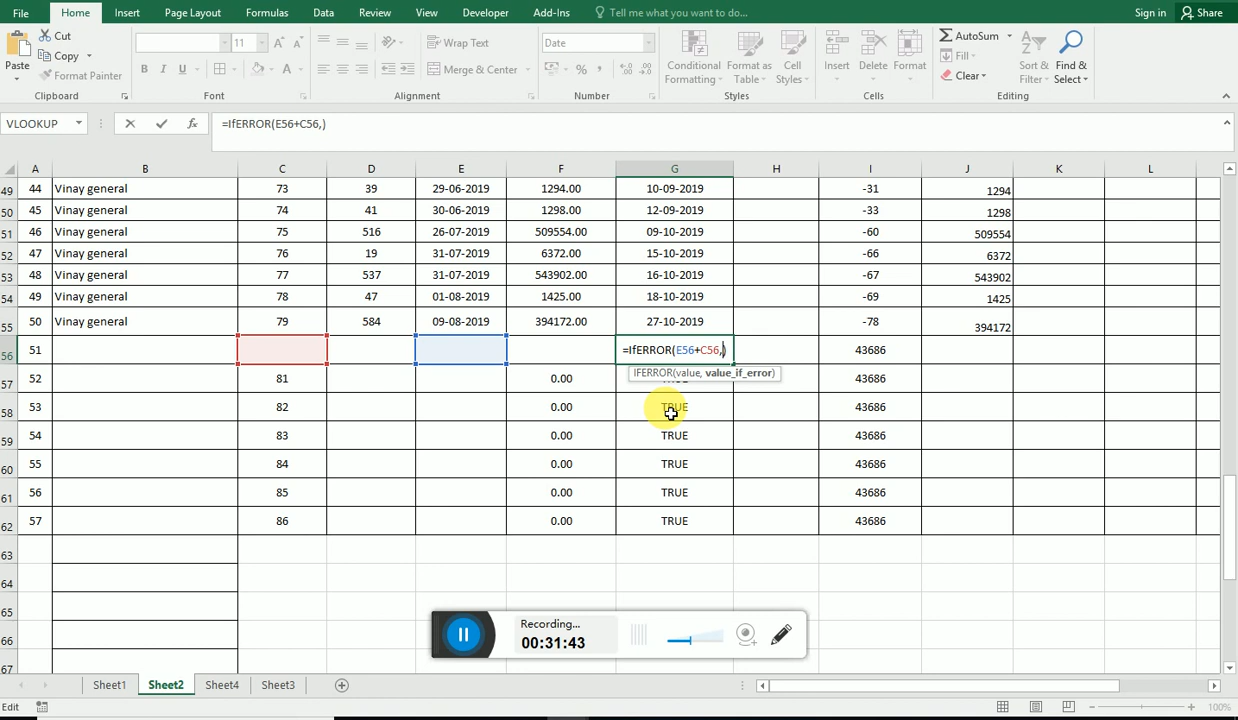 File Home Insert Page Layout Formulas Data Review View Developer Add-Ins Tell me what you want to do... Sign in Share
Paste Cut Copy Format Painter Clipboard
11 A A B I U A Font
Wrap Text Merge & Center Alignment
Date % , Number
Conditional Formatting Format as Table Cell Styles Styles
Insert Delete Format Cells
AutoSum Fill Clear Sort & Filter Find & Select Editing
VLOOKUP fx =IfERROR(E56+C56,)
A B C D E F G H I J K L
49 44 Vinay general 73 39 29-06-2019 1294.00 10-09-2019 -31 1294
50 45 Vinay general 74 41 30-06-2019 1298.00 12-09-2019 -33 1298
51 46 Vinay general 75 516 26-07-2019 509554.00 09-10-2019 -60 509554
52 47 Vinay general 76 19 31-07-2019 6372.00 15-10-2019 -66 6372
53 48 Vinay general 77 537 31-07-2019 543902.00 16-10-2019 -67 543902
54 49 Vinay general 78 47 01-08-2019 1425.00 18-10-2019 -69 1425
55 50 Vinay general 79 584 09-08-2019 394172.00 27-10-2019 -78 394172
56 51 =IfERROR(E56+C56,) 43686
IFERROR(value, value_if_error)
57 52 81 0.00 TRUE 43686
58 53 82 0.00 TRUE 43686
59 54 83 0.00 TRUE 43686
60 55 84 0.00 TRUE 43686
61 56 85 0.00 TRUE 43686
62 57 86 0.00 TRUE 43686
63
64
65
66
67
Recording...
00:31:43
Sheet1 Sheet2 Sheet4 Sheet3
Edit 100%